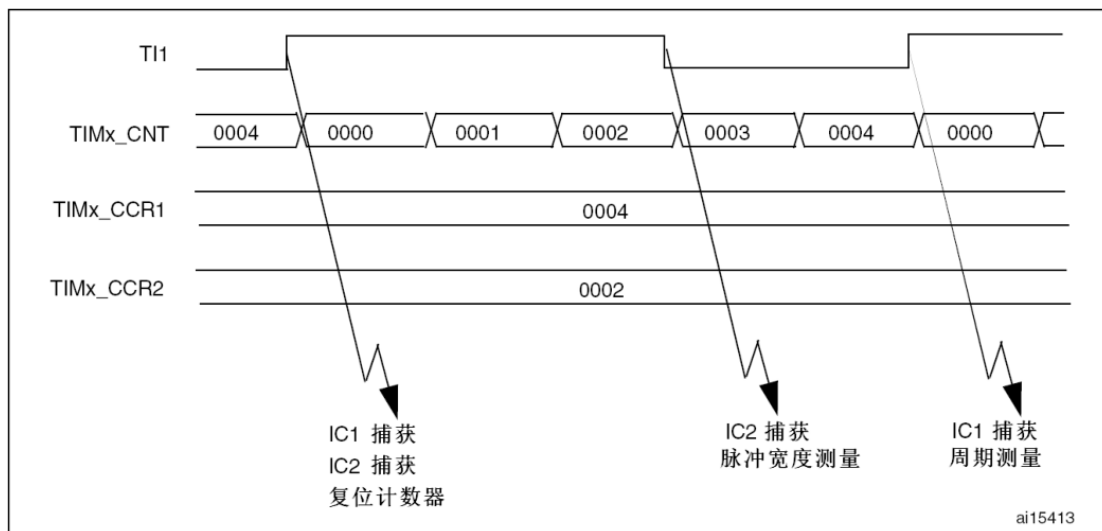 TI1
TIMx_CNT
0004 0000 0001 0002 0003 0004 0000
TIMx_CCR1
0004
TIMx_CCR2
0002
IC1 捕获
IC2 捕获
复位计数器
IC2 捕获
脉冲宽度测量
IC1 捕获
周期测量
ai15413